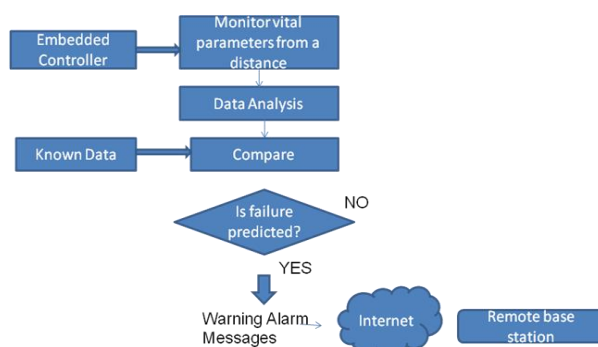 Embedded
Controller
Monitor vital
parameters from a
distance
Data Analysis
Known Data
Compare
Is failure
predicted?
NO
YES
Warning Alarm
Messages
Internet
Remote base
station